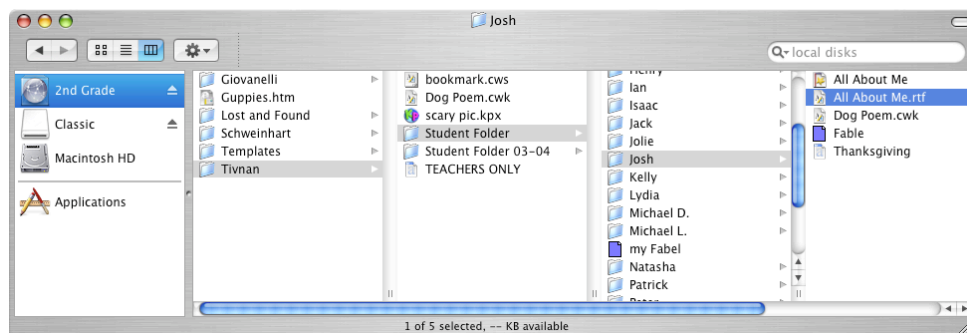 Josh
local disks
2nd Grade
Classic
Macintosh HD
Applications
Giovanelli
Guppies.htm
Lost and Found
Schweinhart
Templates
Tivnan
bookmark.cws
Dog Poem.cwk
scary pic.kpx
Student Folder
Student Folder 03-04
TEACHERS ONLY
Henry
Ian
Isaac
Jack
Jolie
Josh
Kelly
Lydia
Michael D.
Michael L.
my Fabel
Natasha
Patrick
All About Me
All About Me.rtf
Dog Poem.cwk
Fable
Thanksgiving
1 of 5 selected, -- KB available